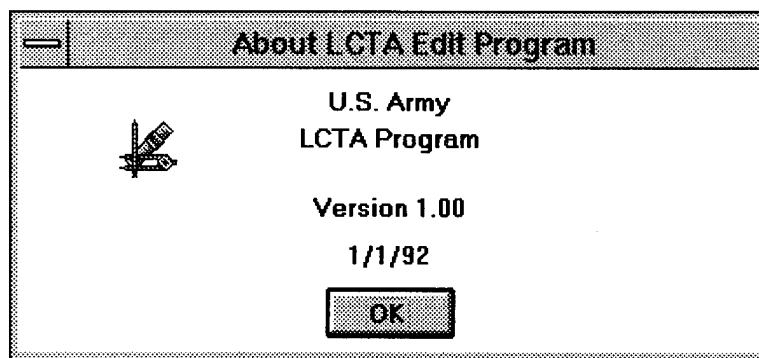 About LCTA Edit Program
U.S. Army
LCTA Program
Version 1.00
1/1/92
OK